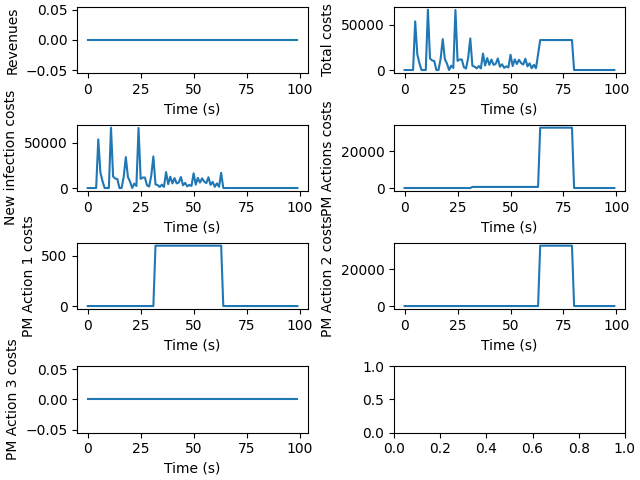 Revenues
0.05
0.00
−0.05
0 25 50 75 100
Time (s)
Total costs
50000
0
0 25 50 75 100
Time (s)
New infection costs
50000
0
0 25 50 75 100
Time (s)
PM Actions costs
20000
0
0 25 50 75 100
Time (s)
PM Action 1 costs
500
0
0 25 50 75 100
Time (s)
PM Action 2 costs
20000
0
0 25 50 75 100
Time (s)
PM Action 3 costs
0.05
0.00
−0.05
0 25 50 75 100
Time (s)
1.0
0.5
0.0
0.0 0.2 0.4 0.6 0.8 1.0